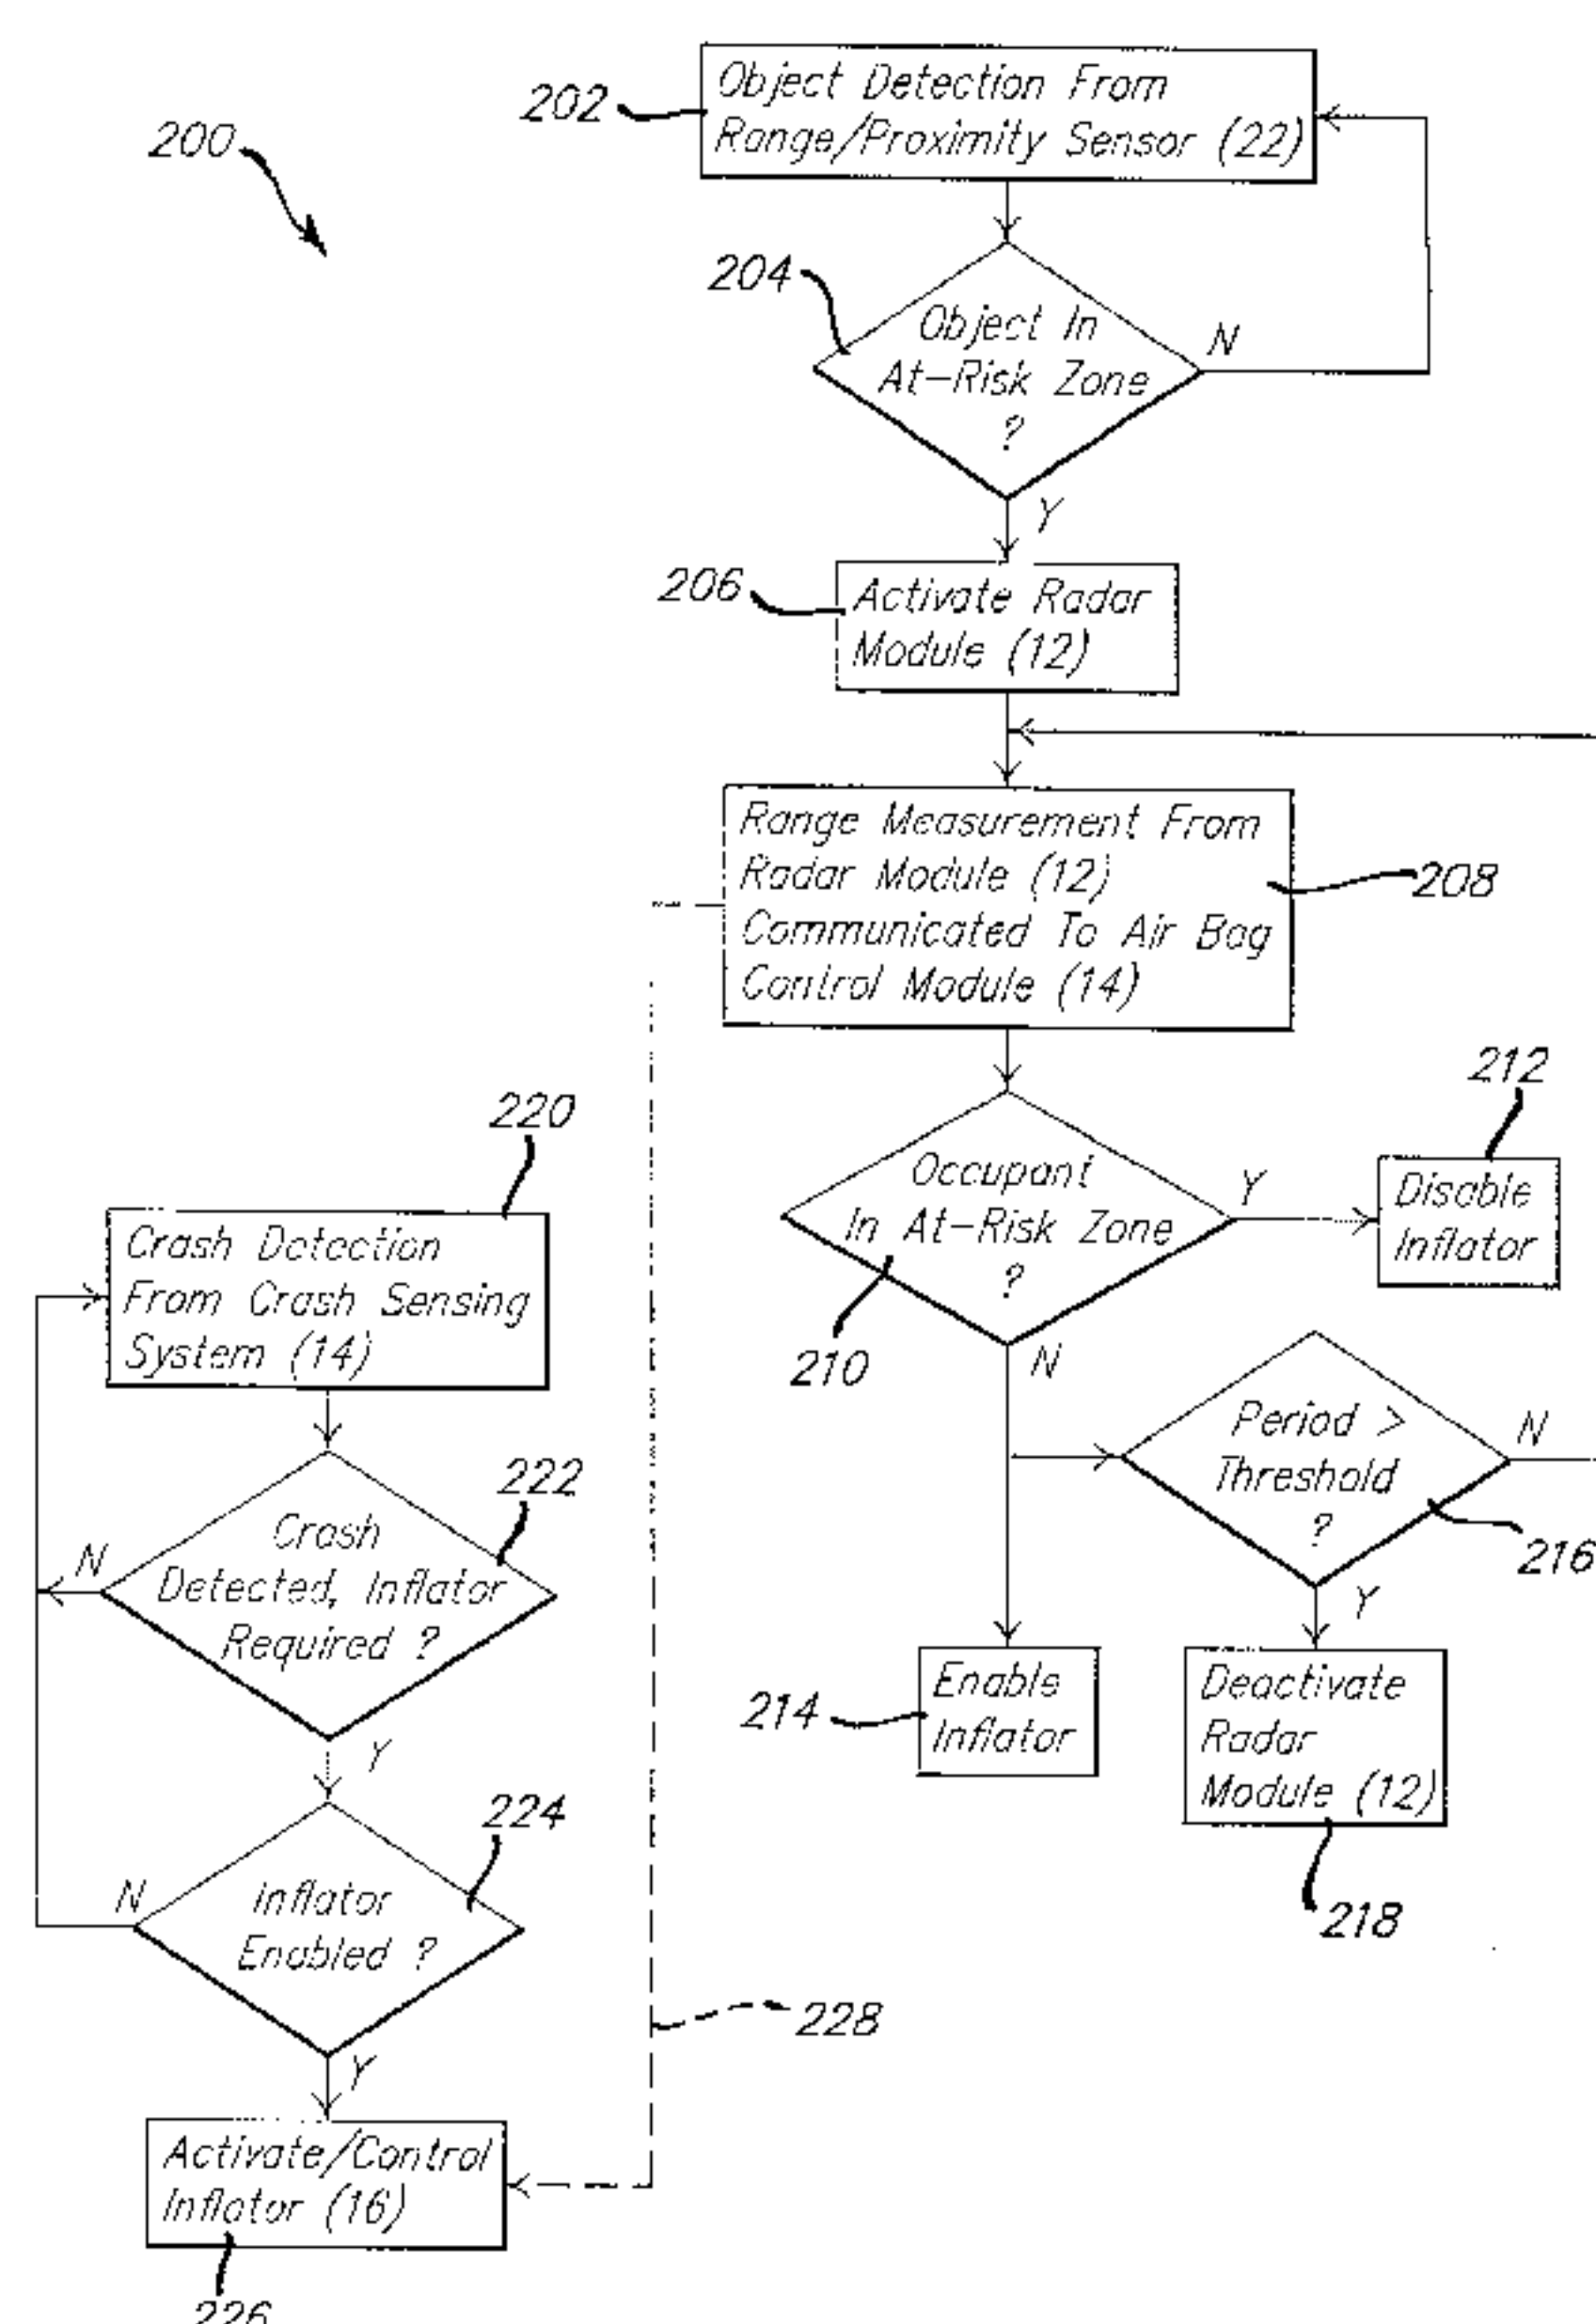 200
202
Object Detection From
Range/Proximity Sensor (22)
204
Object In
At-Risk Zone
?
N
Y
206
Activate Radar
Module (12)
Range Measurement From
Radar Module (12)
Communicated To Air Bag
Control Module (14)
208
Occupant
In At-Risk Zone
?
210
Y
N
212
Disable
Inflator
Period >
Threshold
?
216
N
Y
214
Enable
Inflator
Deactivate
Radar
Module (12)
218
220
Crash Detection
From Crash Sensing
System (14)
222
Crash
Detected, Inflator
Required ?
N
Y
224
Inflator
Enabled ?
N
Y
228
Activate/Control
Inflator (16)
226